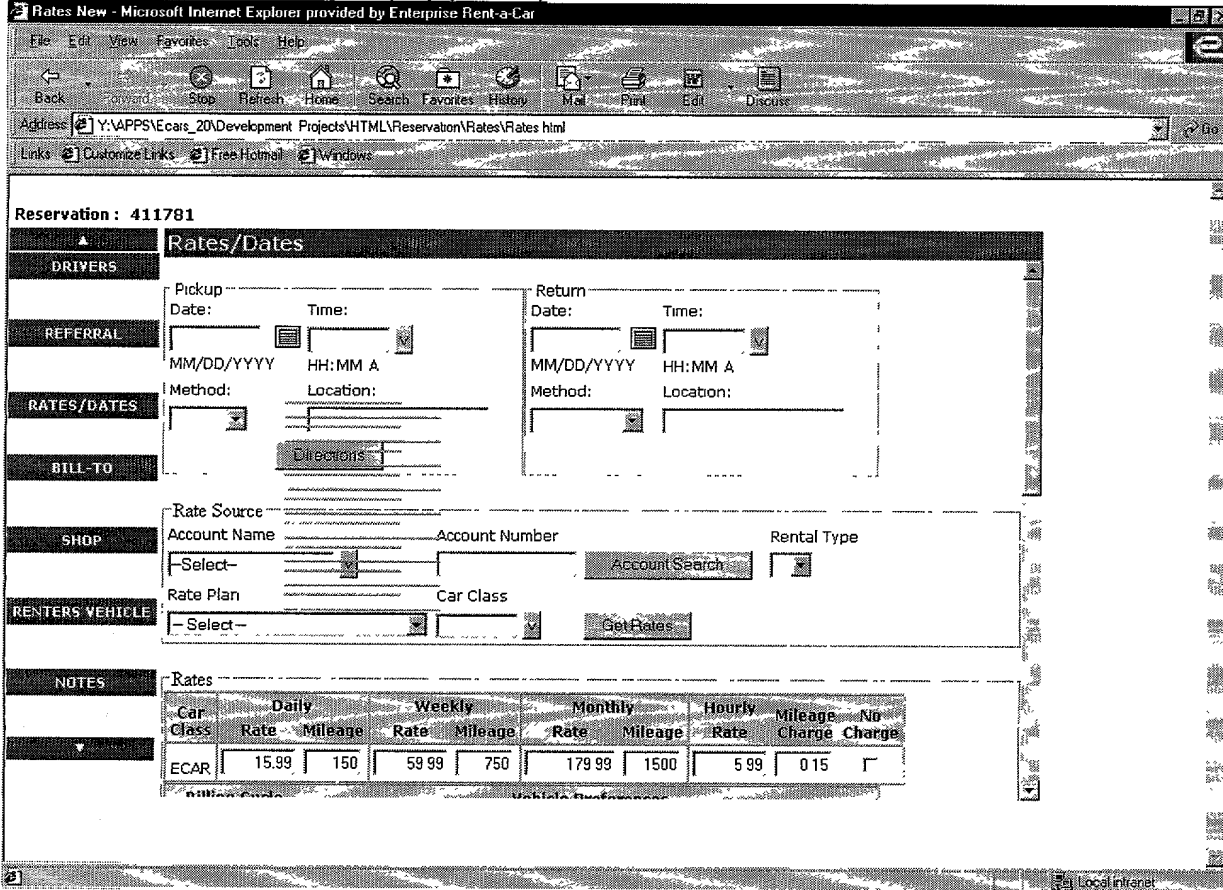 Rates New - Microsoft Internet Explorer provided by Enterprise Rent-a-Car
File Edit View Favorites Tools Help
Back Forward Stop Refresh Home Search Favorites History Mail Print Edit Discuss
Address Y:\APPS\Ecars_20\Development Projects\HTML\Reservation\Rates\Rates html Go
Links Customize Links Free Hotmail Windows
Reservation : 411781
Rates/Dates
DRIVERS
REFERRAL
RATES/DATES
BILL-TO
SHOP
RENTERS VEHICLE
NOTES
Pickup
Date: Time:
MM/DD/YYYY HH:MM A
Method: Location:
Directions
Return
Date: Time:
MM/DD/YYYY HH:MM A
Method: Location:
Rate Source
Account Name Account Number Rental Type
--Select-- Account Search
Rate Plan Car Class
-- Select -- Get Rates
Rates
Car Class Daily Weekly Monthly Hourly Mileage Charge No Charge
Rate Mileage Rate Mileage Rate Mileage Rate
ECAR 15.99 150 59 99 750 179 99 1500 5 99 0 15
Billing Cycle Vehicle Preferences
Local intranet